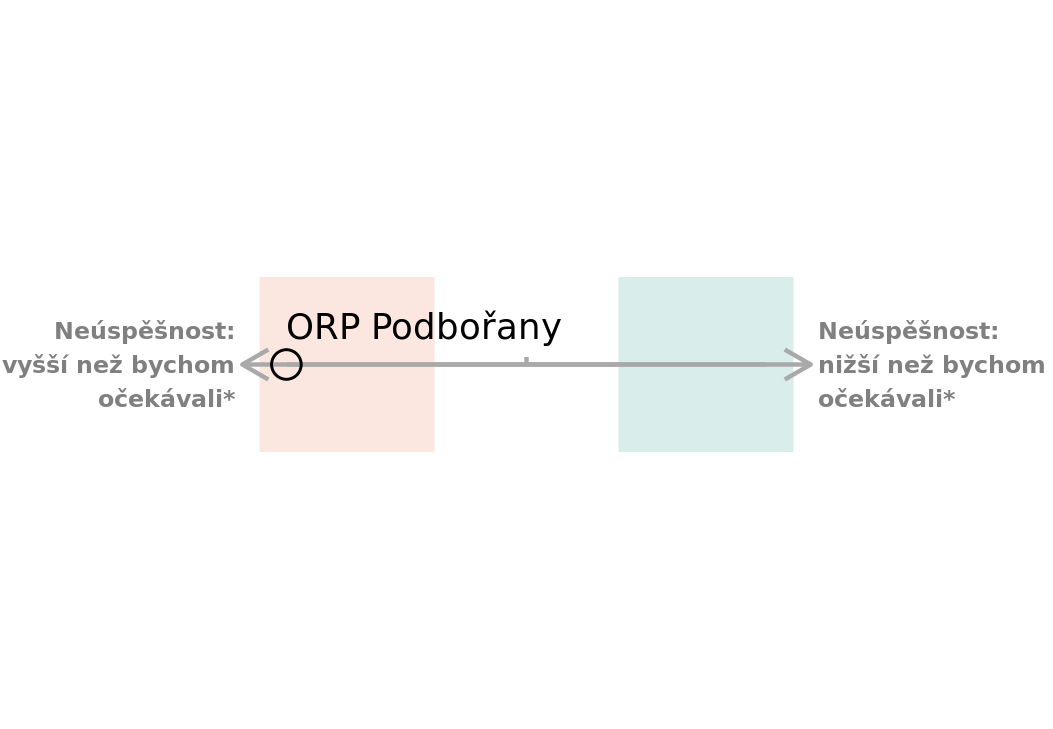 ORP Podbořany
Neúspěšnost:
vyšší než bychom
očekávali*
Neúspěšnost:
nižší než bychom
očekávali*